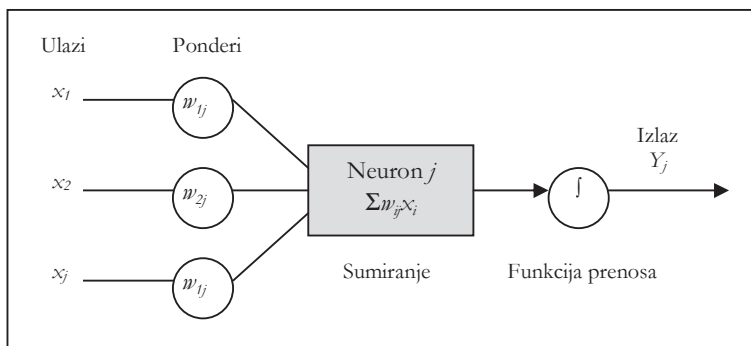 Ulazi
Ponderi
x1
w1j
x2
w2j
xj
w1j
Neuron j
Σwijxi
Sumiranje
∫
Funkcija prenosa
Izlaz
Yj